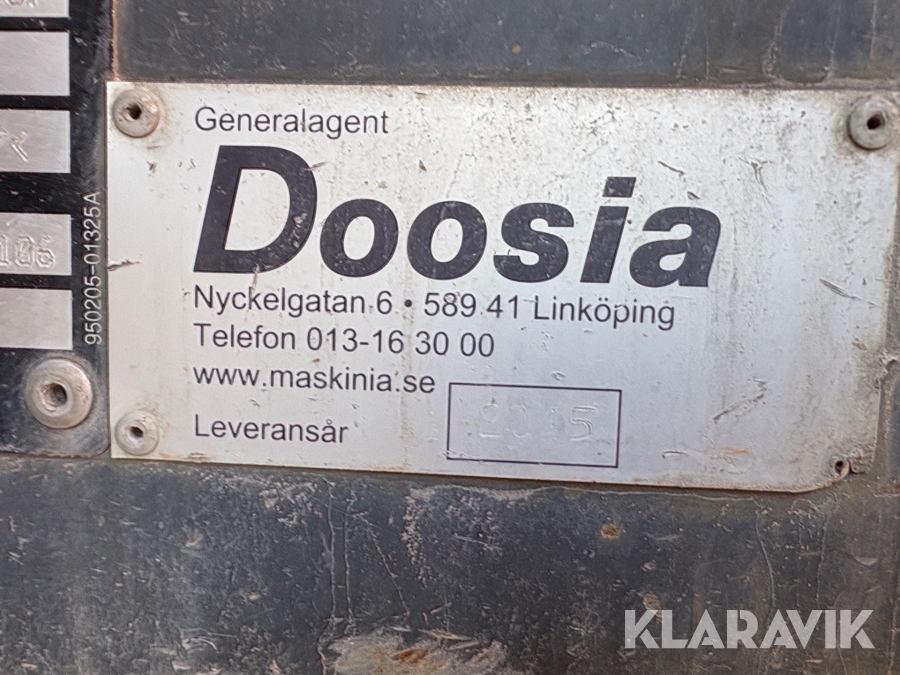 Generalagent
Doosia
Nyckelgatan 6 • 589 41 Linköping
Telefon 013-16 30 00
www.maskinia.se
Leveransår 2015
950205-01325A
KLARAVIK